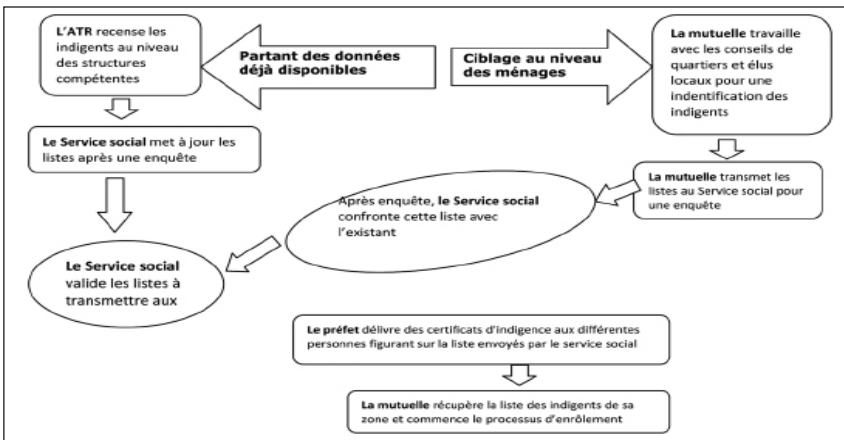 L'ATR recense les
indigents au niveau
des structures
compétentes
Partant des données
déjà disponibles
Ciblage au niveau
des ménages
La mutuelle travaille
avec les conseils de
quartiers et élus
locaux pour une
indentification des
indigents
Le Service social met à jour les
listes après une enquête
La mutuelle transmet les
listes au Service social pour
une enquête
Après enquête, le Service social
confronte cette liste avec
l'existant
Le Service social
valide les listes à
transmettre aux
Le préfet délivre des certificats d'indigence aux différentes
personnes figurant sur la liste envoyés par le service social
La mutuelle récupère la liste des indigents de sa
zone et commence le processus d'enrôlement